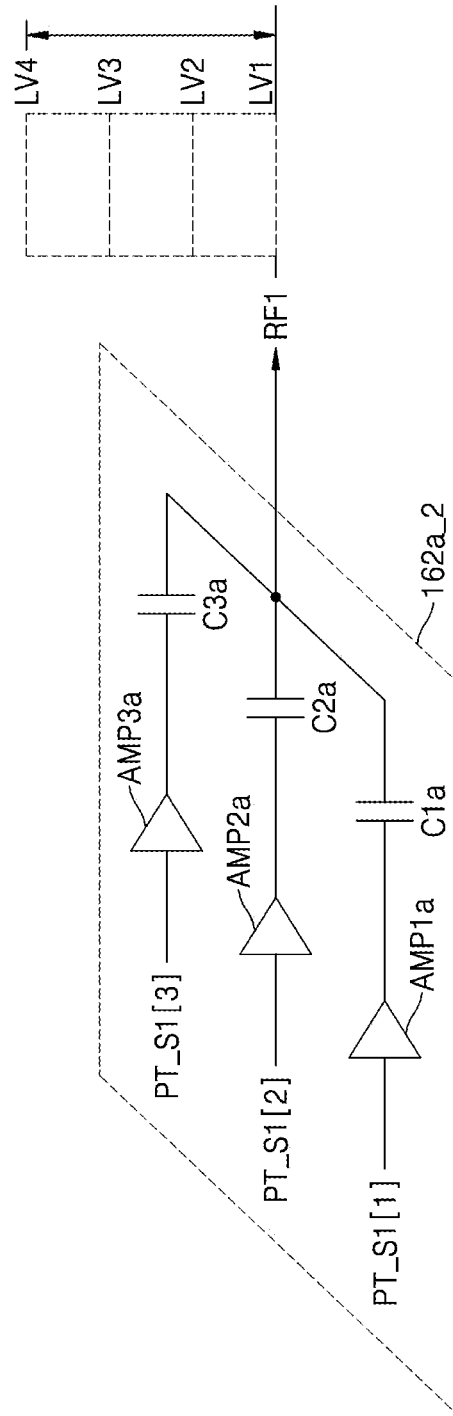 LV4
LV3
LV2
LV1
RF1
162a_2
C3a
AMP3a
PT_S1[3]
C2a
AMP2a
PT_S1[2]
C1a
AMP1a
PT_S1[1]